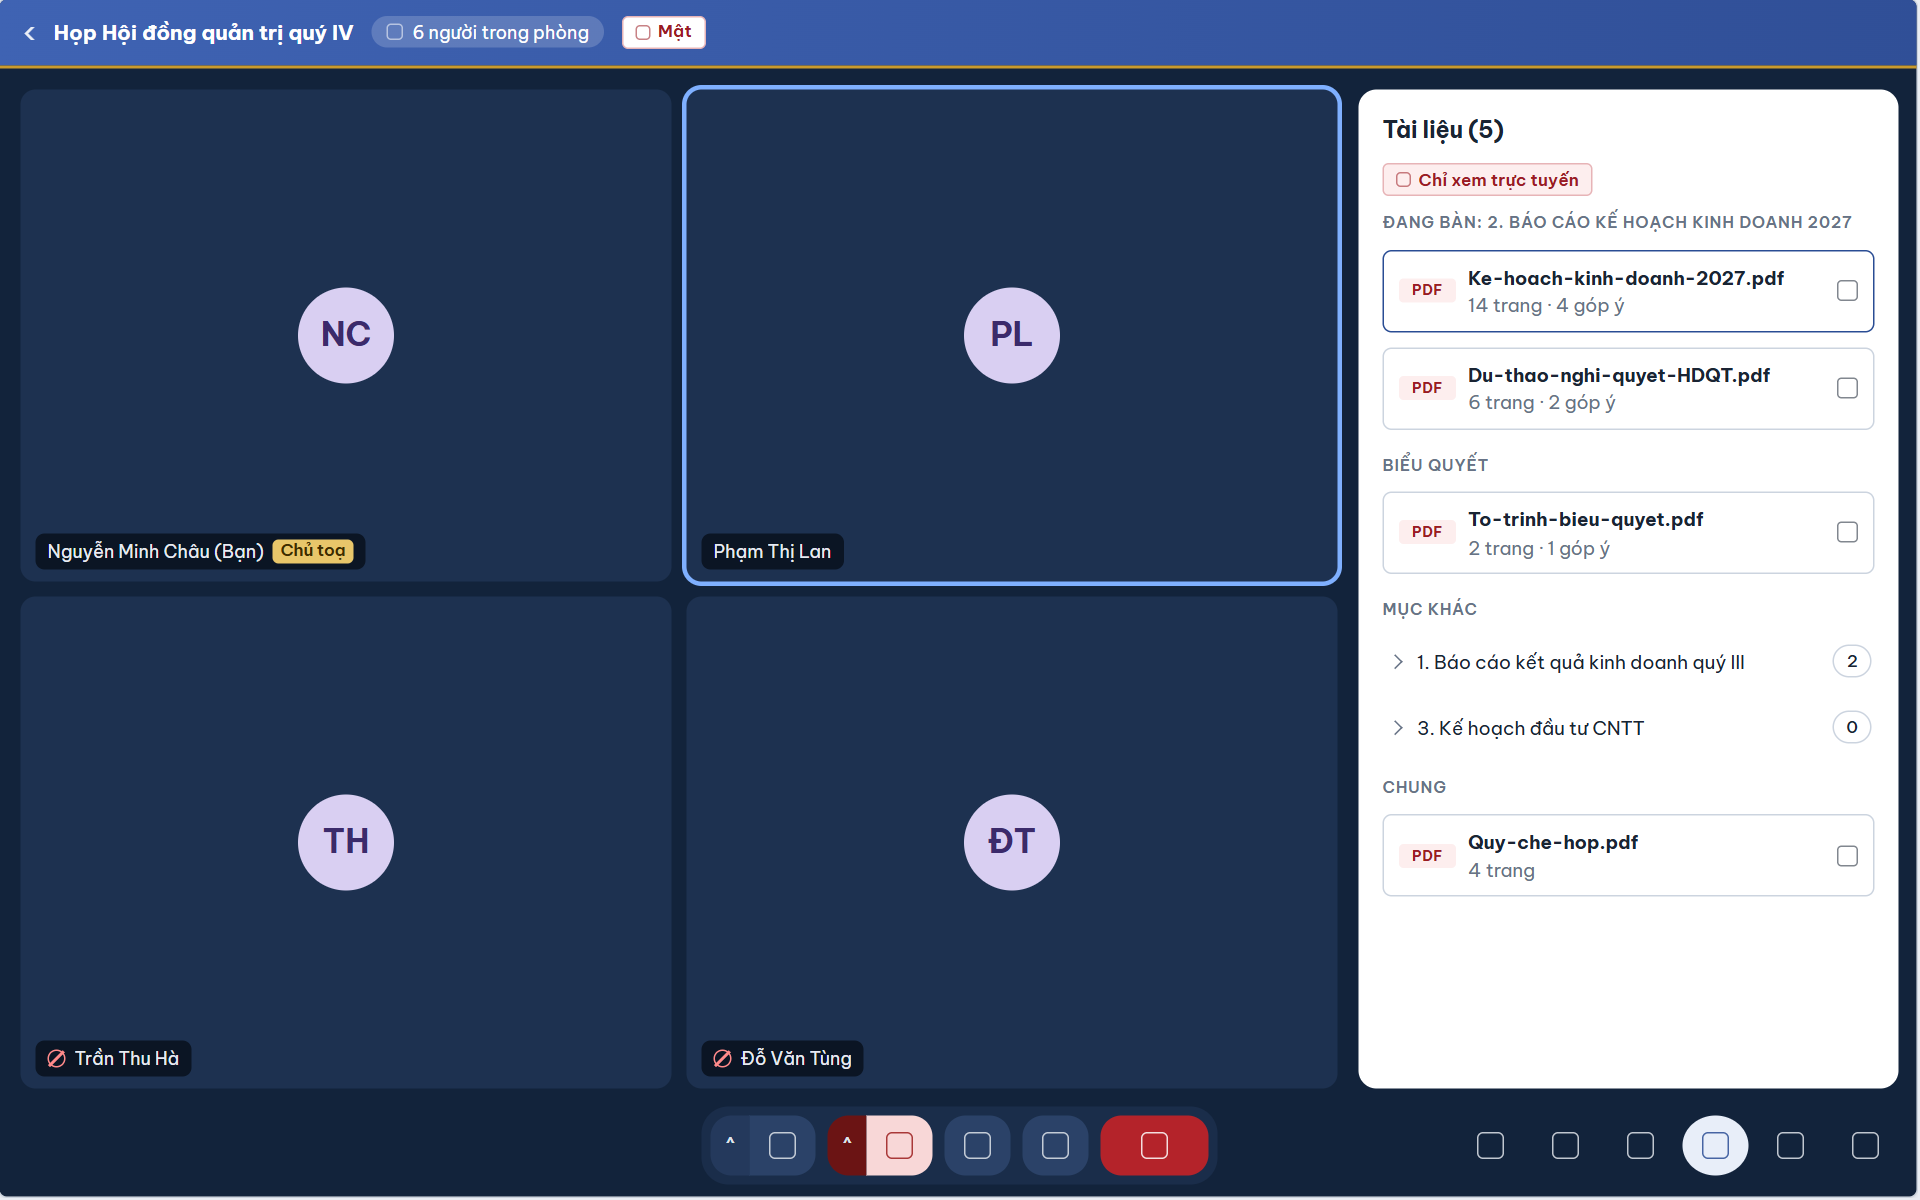 Họp Hội đồng quản trị quý IV
6 người trong phòng
Mật
NC
Nguyễn Minh Châu (Bạn) Chủ toạ
PL
Phạm Thị Lan
TH
Trần Thu Hà
ĐT
Đỗ Văn Tùng
Tài liệu (5)
Chỉ xem trực tuyến
ĐANG BÀN: 2. BÁO CÁO KẾ HOẠCH KINH DOANH 2027
PDF
Ke-hoach-kinh-doanh-2027.pdf
14 trang · 4 góp ý
PDF
Du-thao-nghi-quyet-HDQT.pdf
6 trang · 2 góp ý
BIỂU QUYẾT
PDF
To-trinh-bieu-quyet.pdf
2 trang · 1 góp ý
MỤC KHÁC
1. Báo cáo kết quả kinh doanh quý III 2
3. Kế hoạch đầu tư CNTT 0
CHUNG
PDF
Quy-che-hop.pdf
4 trang